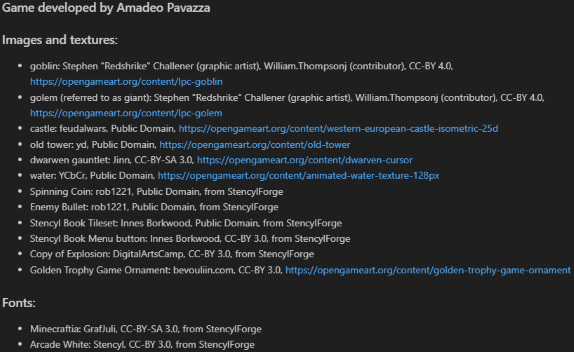 Game developed by Amadeo Pavazza
Images and textures:
• goblin: Stephen "Redshrike" Challener (graphic artist), William.Thompsonj (contributor), CC-BY 4.0,
https://opengameart.org/content/lpc-goblin
• golem (referred to as giant): Stephen "Redshrike" Challener (graphic artist), William.Thompsonj (contributor), CC-BY 4.0,
https://opengameart.org/content/lpc-golem
• castle: feudalwars, Public Domain, https://opengameart.org/content/western-european-castle-isometric-25d
• old tower: yd, Public Domain, https://opengameart.org/content/old-tower
• dwarwen gauntlet: Jinn, CC-BY-SA 3.0, https://opengameart.org/content/dwarven-cursor
• water: YCbCr, Public Domain, https://opengameart.org/content/animated-water-texture-128px
• Spinning Coin: rob1221, Public Domain, from StencylForge
• Enemy Bullet: rob1221, Public Domain, from StencylForge
• Stencyl Book Tileset: Innes Borkwood, Public Domain, from StencylForge
• Stencyl Book Menu button: Innes Borkwood, CC-BY 3.0, from StencylForge
• Copy of Explosion: DigitalArtsCamp, CC-BY 3.0, from StencylForge
• Golden Trophy Game Ornament: bevouliin.com, CC-BY 3.0, https://opengameart.org/content/golden-trophy-game-ornament
Fonts:
• Minecraftia: GrafJuli, CC-BY-SA 3.0, from StencylForge
• Arcade White: Stencyl, CC-BY 3.0, from StencylForge